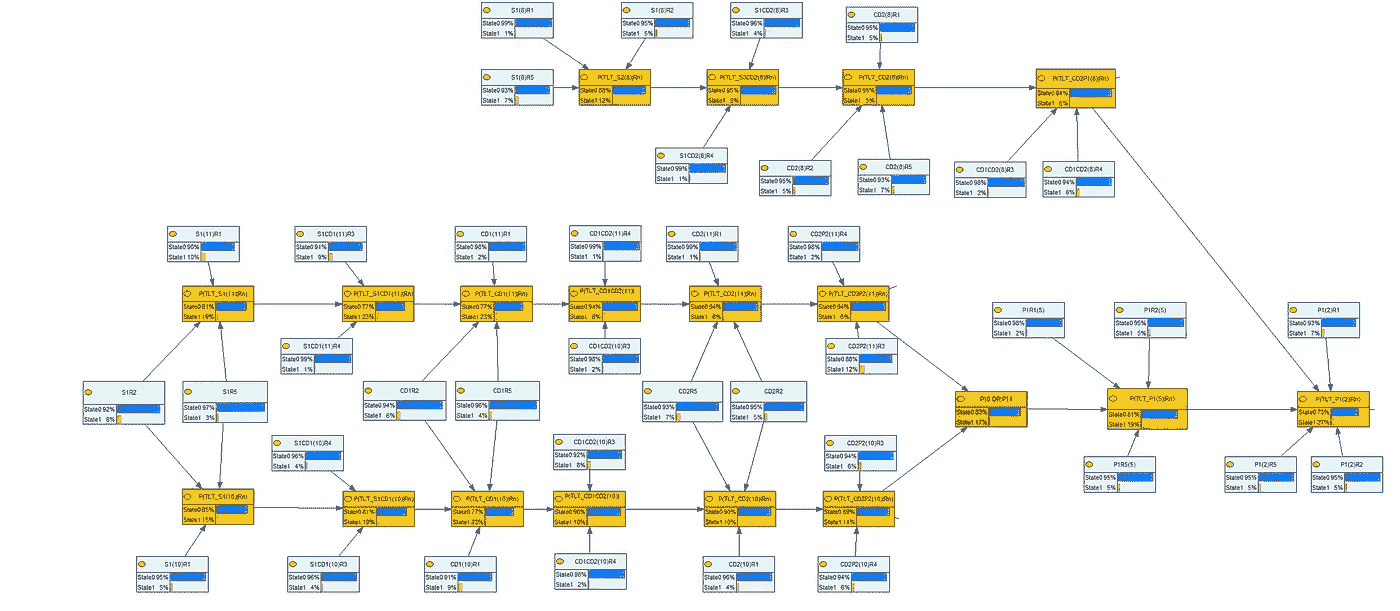 S1(8)R1
State0 99%
State1 1%
S1(8)R2
State0 95%
State1 5%
S1CD2(8)R3
State0 96%
State1 4%
CD2(8)R1
State0 95%
State1 5%
S1(8)R5
State0 93%
State1 7%
P(TLT_S2(8)Rn)
State1 12%
State1 5%
P(TLT_CD2(8)Rn)
State1 5%
P(TLT_CD2P1(8)Rn)
State0 94%
State1 6%
S1CD2(8)R4
State0 99%
State1 1%
CD2(8)R2
State0 95%
State1 5%
CD2(8)R5
State0 93%
State1 7%
CD1CD2(8)R3
State0 98%
State1 2%
CD1CD2(8)R4
State0 94%
State1 6%
S1(11)R1
State0 90%
State1 10%
S1CD1(11)R3
State0 91%
State1 9%
CD1(11)R1
State0 98%
State1 2%
CD1CD2(11)R4
State0 99%
State1 1%
CD2(11)R1
State0 99%
State1 1%
CD2P2(11)R4
State0 98%
State1 2%
P(TLT_S1(11)Rn)
State0 81%
State1 19%
P(TLT_S1CD1(11)Rn)
State0 77%
State1 23%
P(TLT_CD1(11)Rn)
State0 77%
State1 23%
State0 94%
State1 6%
P(TLT_CD2(11)Rn)
State0 94%
State1 6%
P(TLT_CD2P2(11)Rn)
State0 94%
State1 6%
P1R1(5)
State0 98%
State1 2%
P1R2(5)
State0 95%
State1 5%
P1(2)R1
State0 93%
State1 7%
S1CD1(11)R4
State0 99%
State1 1%
CD1CD2(10)R3
State0 98%
State1 2%
CD2P2(11)R3
State0 88%
State1 12%
S1R2
State0 92%
State1 8%
S1R5
State0 97%
State1 3%
CD1R2
State0 94%
State1 6%
CD1R5
State0 96%
State1 4%
CD2R5
State0 93%
State1 7%
CD2R2
State0 95%
State1 5%
State0 83%
State1 17%
P(TLT_P1(5)Rn)
State0 81%
State1 19%
P(TLT_P1(2)Rn)
State0 73%
State1 27%
S1CD1(10)R4
State0 96%
State1 4%
CD1CD2(10)R3
State0 92%
State1 8%
CD2P2(10)R3
State0 94%
State1 6%
P1R5(5)
State0 95%
State1 5%
P1(2)R5
State0 95%
State1 5%
P1(2)R2
State0 95%
State1 5%
P(TLT_S1(10)Rn)
State0 85%
State1 15%
P(TLT_S1CD1(10)Rn)
State0 81%
State1 19%
P(TLT_CD1(10)Rn)
State0 77%
State1 23%
State0 90%
State1 10%
P(TLT_CD2(10)Rn)
State0 90%
State1 10%
P(TLT_CD2P2(10)Rn)
State0 89%
State1 11%
S1(10)R1
State0 95%
State1 5%
S1CD1(10)R3
State0 96%
State1 4%
CD1(10)R1
State0 91%
State1 9%
CD1CD2(10)R4
State0 98%
State1 2%
CD2(10)R1
State0 96%
State1 4%
CD2P2(10)R4
State0 94%
State1 6%